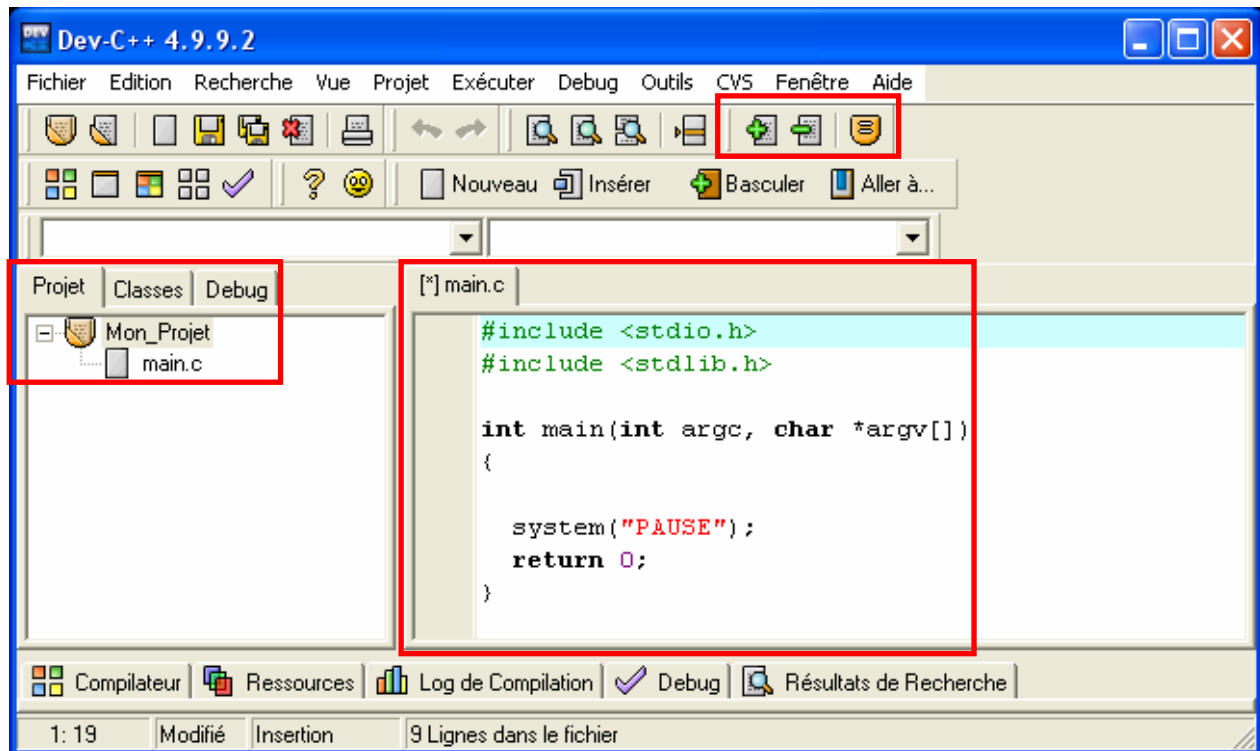 Dev-C++ 4.9.9.2
Fichier Edition Recherche Vue Projet Exécuter Debug Outils CVS Fenêtre Aide
Nouveau Insérer Basculer Aller à...
Projet Classes Debug
Mon_Projet
main.c
[*] main.c
#include <stdio.h>
#include <stdlib.h>
int main(int argc, char *argv[])
{
system("PAUSE");
return 0;
}
Compilateur Ressources Log de Compilation Debug Résultats de Recherche
1: 19 Modifié Insertion 9 Lignes dans le fichier